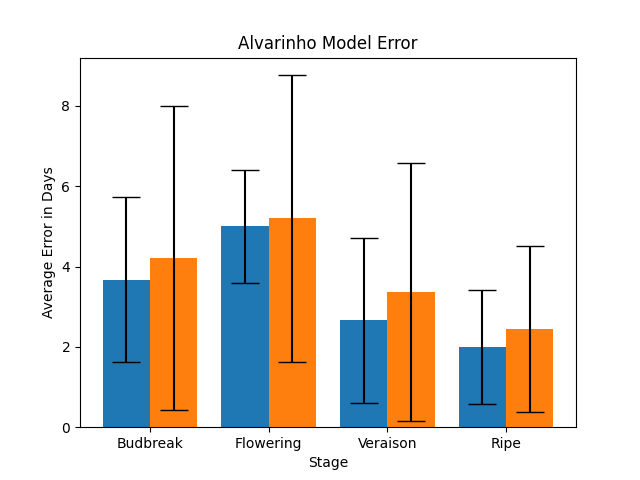 Alvarinho Model Error
Average Error in Days
8
6
4
2
0
Budbreak Flowering Veraison Ripe
Stage